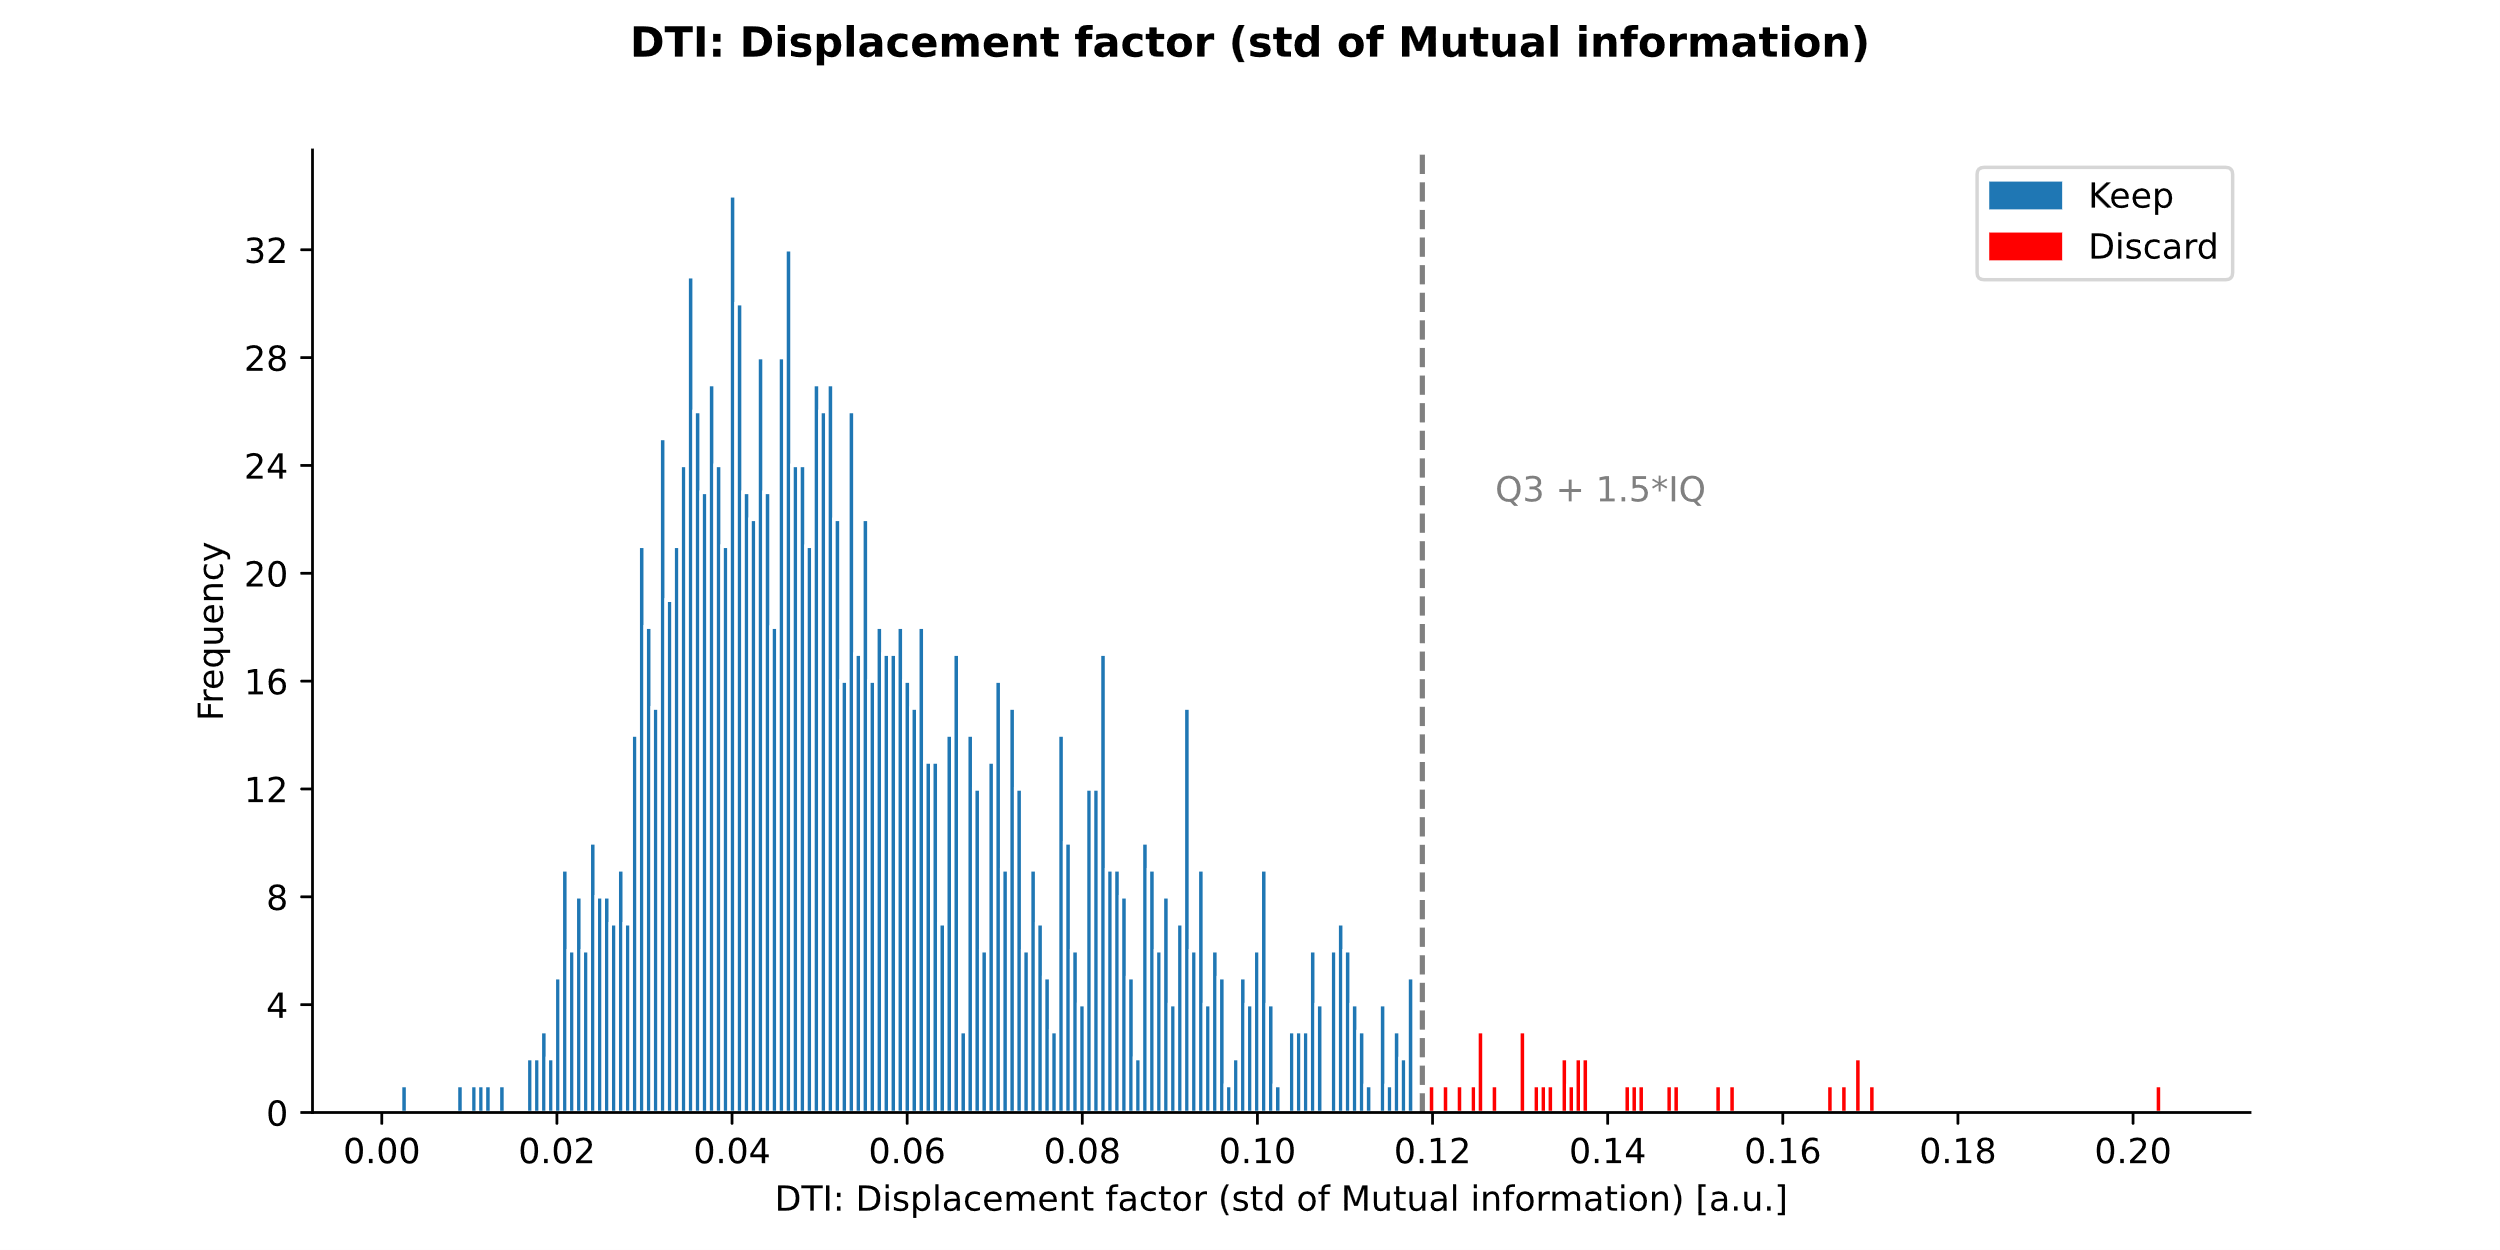 DTI: Displacement factor (std of Mutual information)
Keep
Discard
32
28
24
20
16
12
8
4
0
Frequency
Q3 + 1.5*IQ
0.00 0.02 0.04 0.06 0.08 0.10 0.12 0.14 0.16 0.18 0.20
DTI: Displacement factor (std of Mutual information) [a.u.]